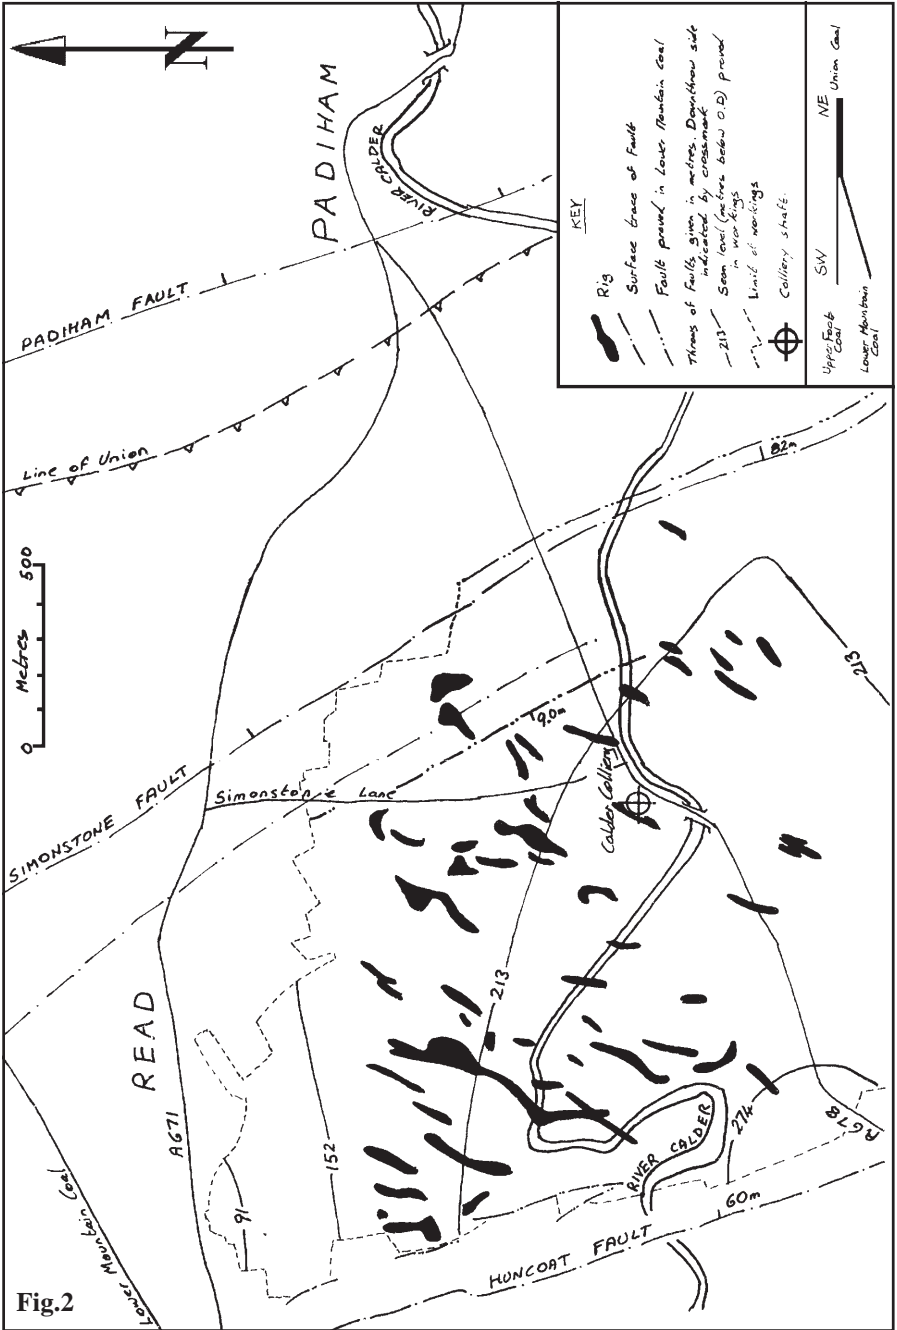 N
PADIHAM
RIVER CALDER
PADIHAM FAULT
Line of Union
Metres
0
500
SIMONSTONE FAULT
Simonstone Lane
READ
A671
Lower Mountain Coal
82m
9.0m
213
213
Calder Colliery
152
91
274
RIVER CALDER
A678
60m
HUNCOAT FAULT
KEY
Rig
Surface trace of Fault
Fault proved in Lower Mountain Coal
Throws of Faults given in metres. Downthrow side
indicated by crossmark
213 Seam level (metres below O.D) proved
in workings
Limit of workings
Colliery shaft.
SW
NE
Upper Foot
Coal
Union Coal
Lower Mountain
Coal
Fig.2